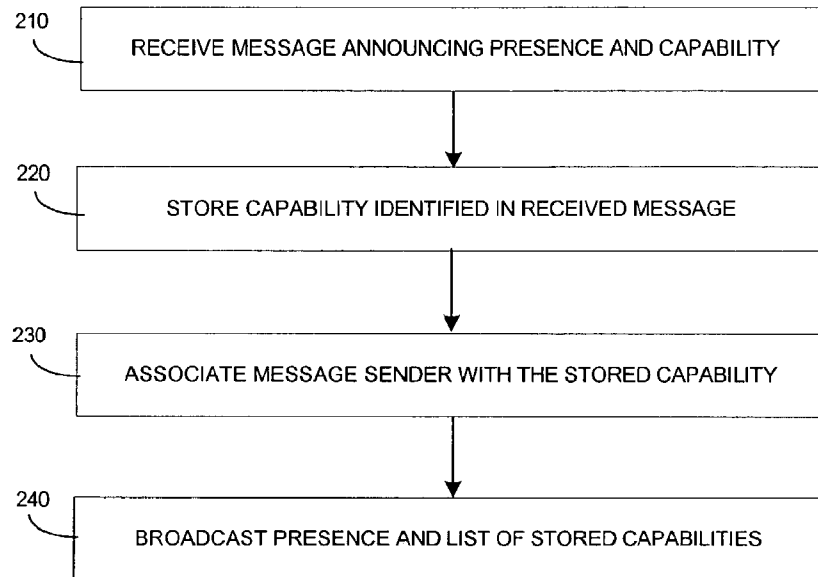 210
RECEIVE MESSAGE ANNOUNCING PRESENCE AND CAPABILITY
220
STORE CAPABILITY IDENTIFIED IN RECEIVED MESSAGE
230
ASSOCIATE MESSAGE SENDER WITH THE STORED CAPABILITY
240
BROADCAST PRESENCE AND LIST OF STORED CAPABILITIES